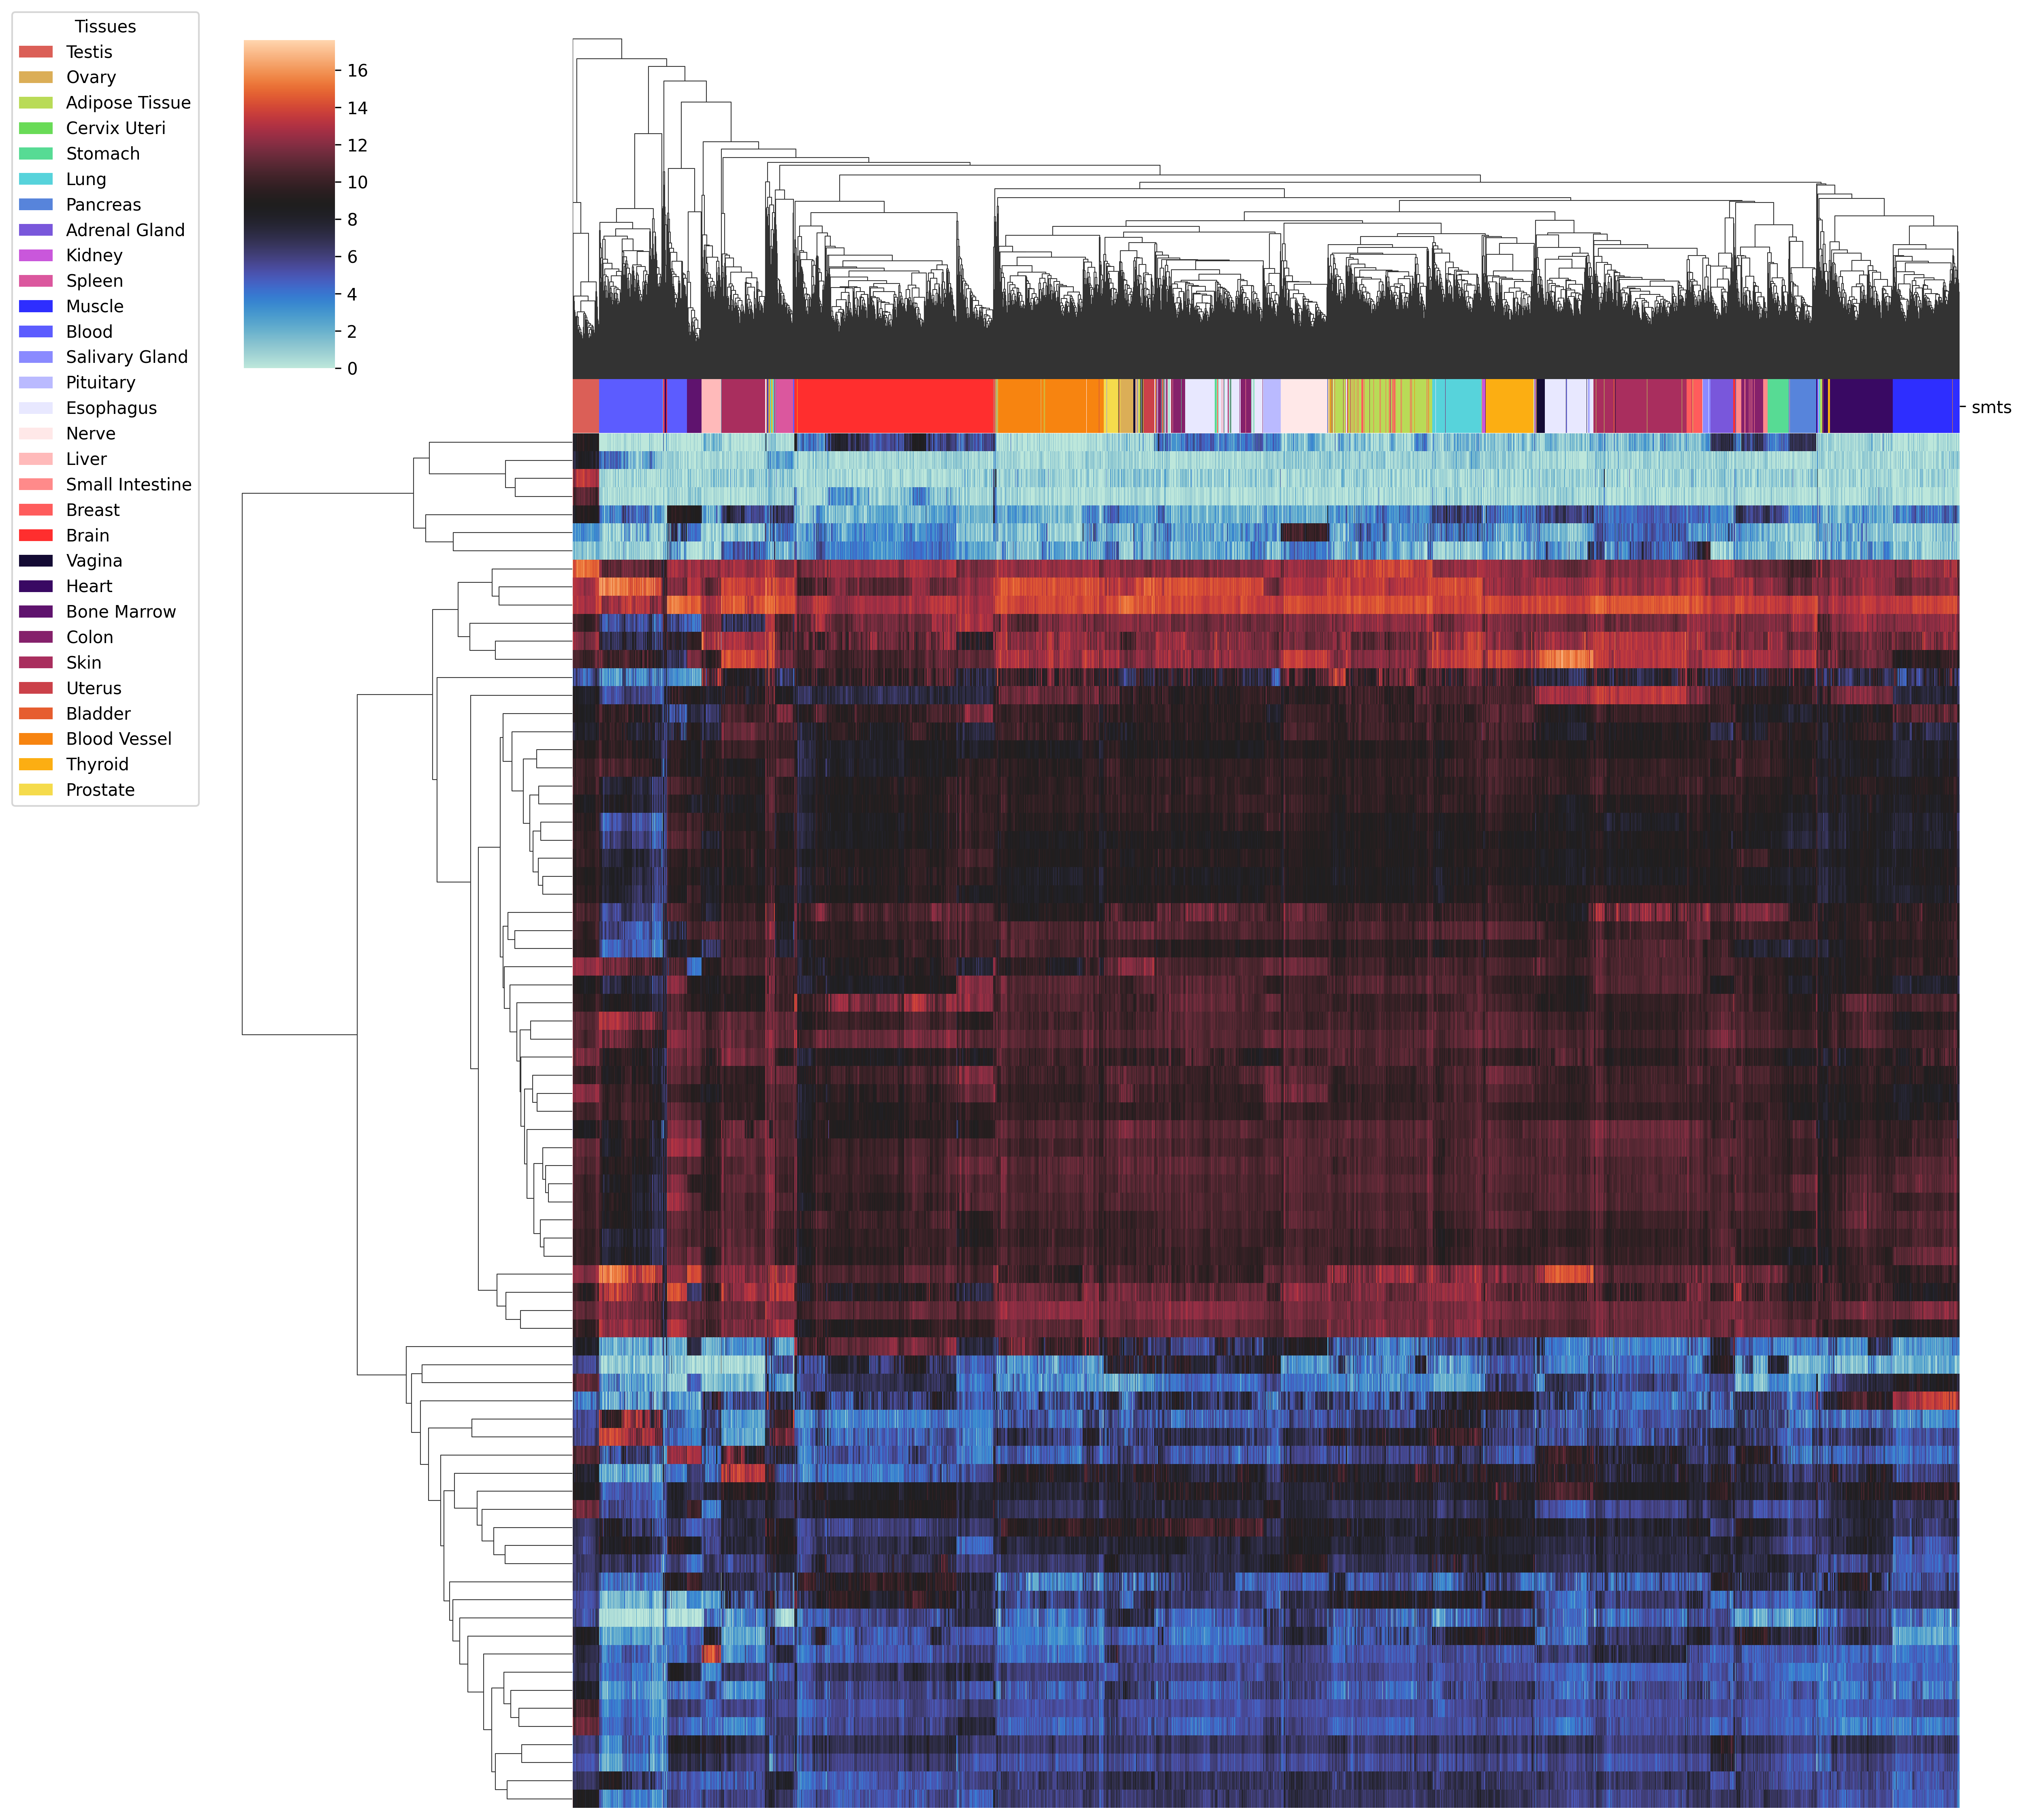 Tissues
Testis
Ovary
Adipose Tissue
Cervix Uteri
Stomach
Lung
Pancreas
Adrenal Gland
Kidney
Spleen
Muscle
Blood
Salivary Gland
Pituitary
Esophagus
Nerve
Liver
Small Intestine
Breast
Brain
Vagina
Heart
Bone Marrow
Colon
Skin
Uterus
Bladder
Blood Vessel
Thyroid
Prostate
16
14
12
10
8
6
4
2
0
smts